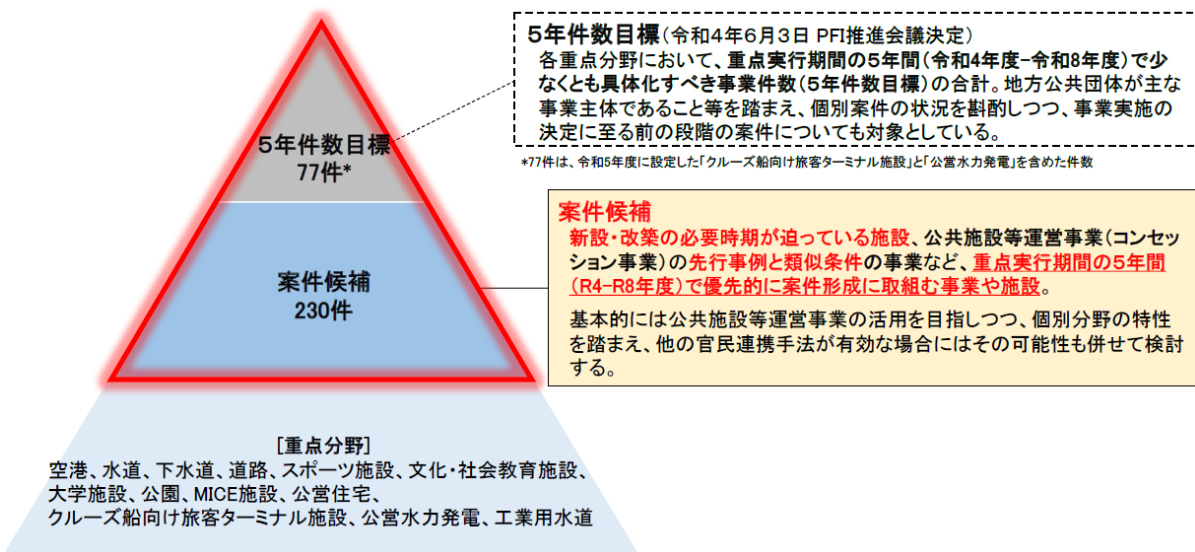 5年件数目標(令和4年6月3日 PFI推進会議決定)
各重点分野において、重点実行期間の5年間(令和4年度-令和8年度)で少
なくとも具体化すべき事業件数(5年件数目標)の合計。地方公共団体が主な
事業主体であること等を踏まえ、個別案件の状況を斟酌しつつ、事業実施の
決定に至る前の段階の案件についても対象としている。
*77件は、令和5年度に設定した「クルーズ船向け旅客ターミナル施設」と「公営水力発電」を含めた件数
5年件数目標
77件*
案件候補
新設・改築の必要時期が迫っている施設、公共施設等運営事業(コンセッ
ション事業)の先行事例と類似条件の事業など、重点実行期間の5年間
(R4-R8年度)で優先的に案件形成に取組む事業や施設。
基本的には公共施設等運営事業の活用を目指しつつ、個別分野の特性
を踏まえ、他の官民連携手法が有効な場合にはその可能性も併せて検討
する。
案件候補
230件
[重点分野]
空港、水道、下水道、道路、スポーツ施設、文化・社会教育施設、
大学施設、公園、MICE施設、公営住宅、
クルーズ船向け旅客ターミナル施設、公営水力発電、工業用水道